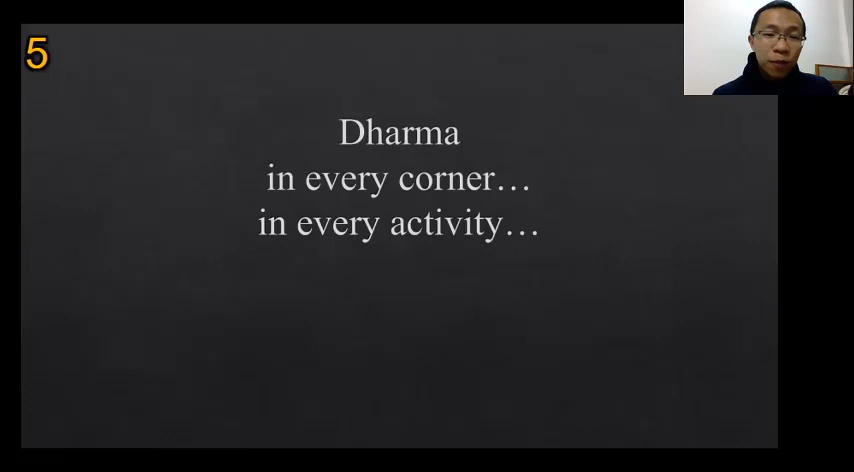 5
Dharma
in every corner…
in every activity…